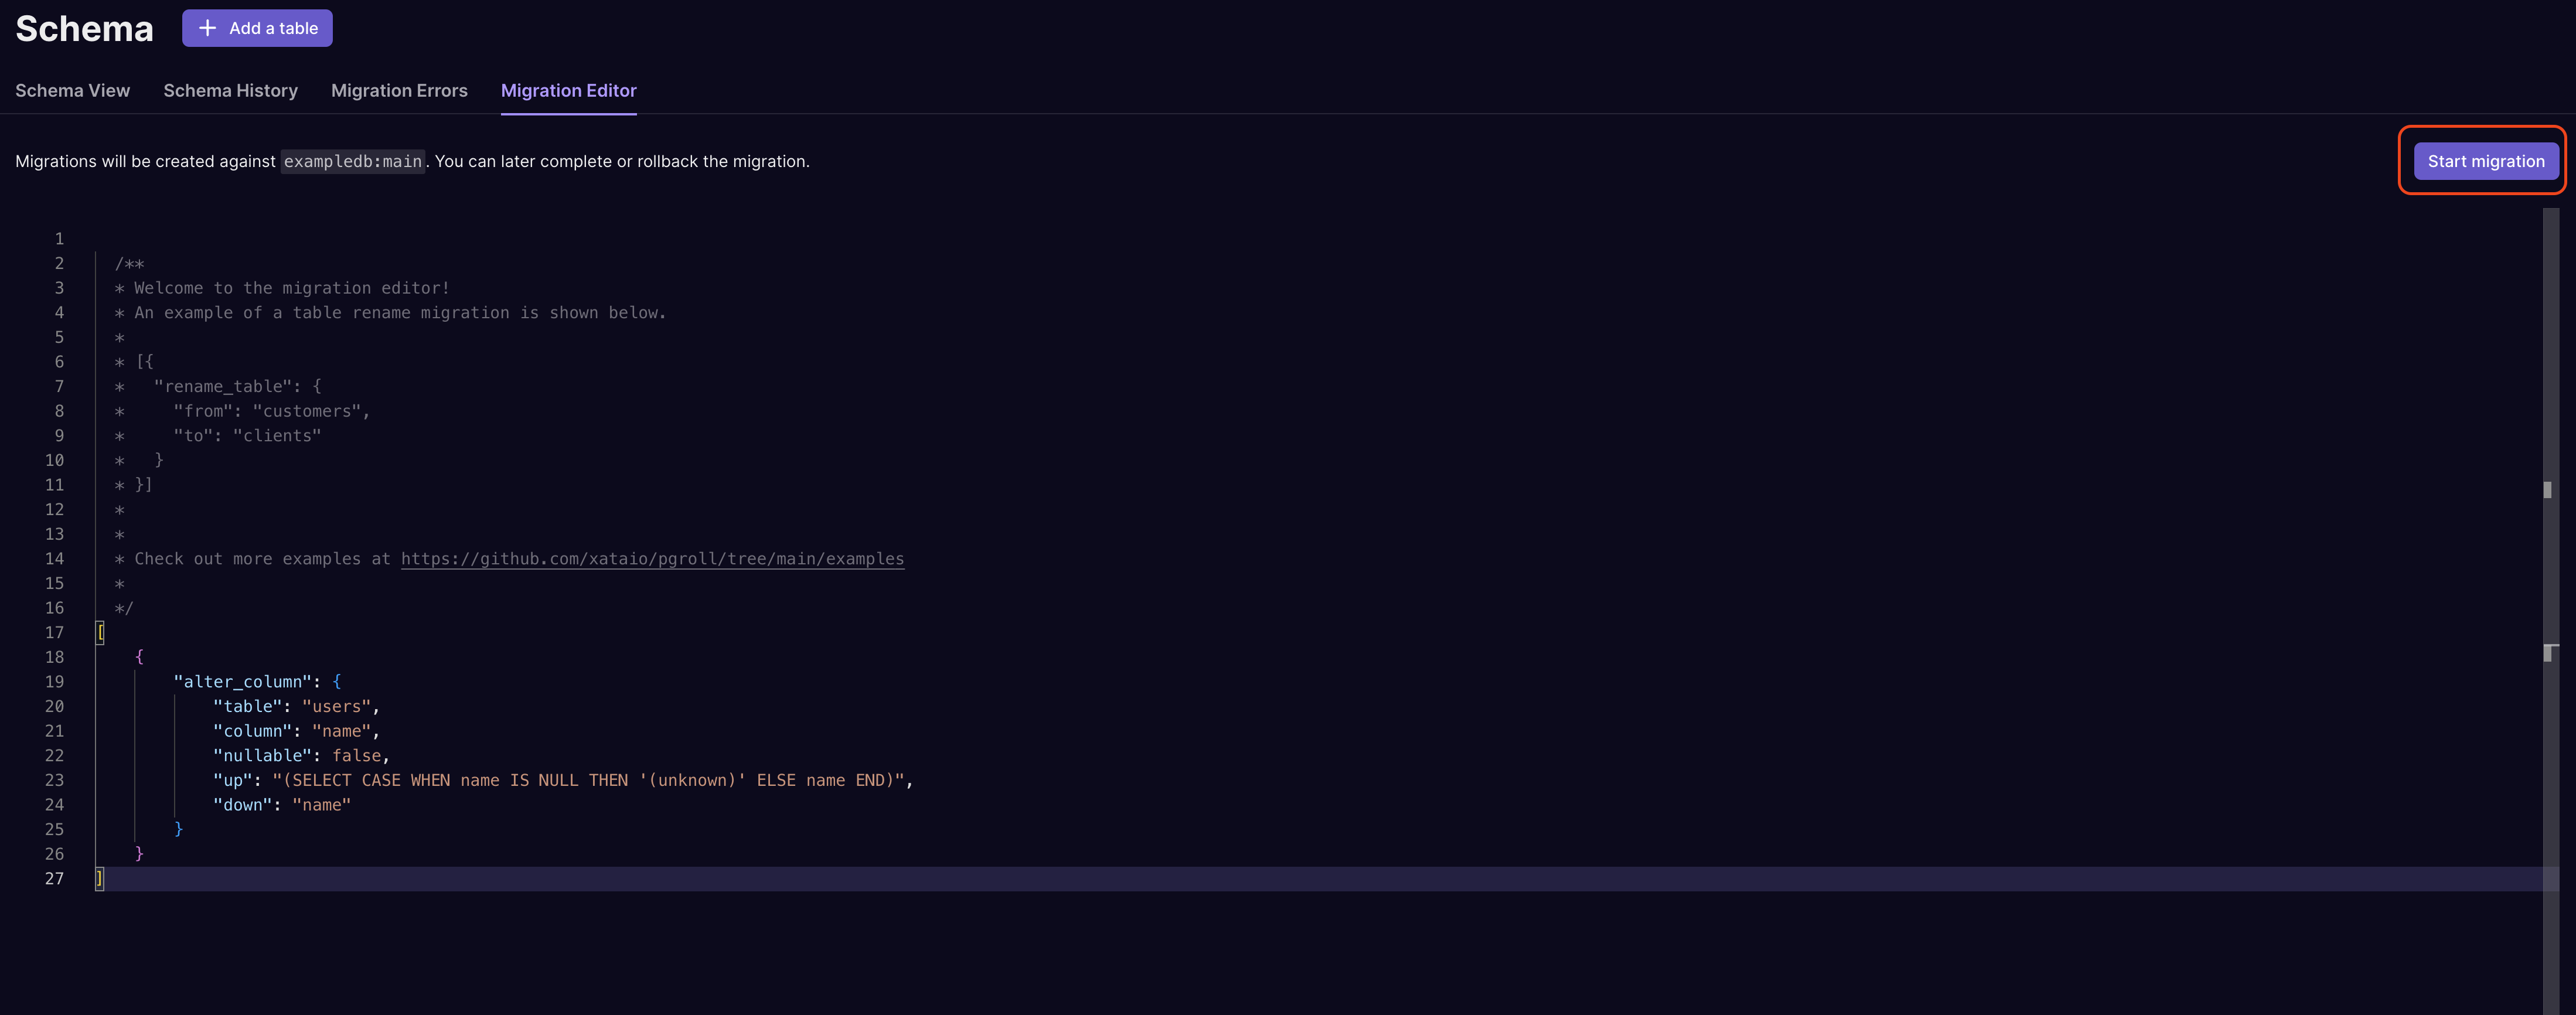 Schema + Add a table
Schema View Schema History Migration Errors Migration Editor
Migrations will be created against exampledb:main. You can later complete or rollback the migration. Start migration
1
2 /**
3 * Welcome to the migration editor!
4 * An example of a table rename migration is shown below.
5 *
6 * [{
7 *   "rename_table": {
8 *     "from": "customers",
9 *     "to": "clients"
10 *   }
11 * }]
12 *
13 *
14 * Check out more examples at https://github.com/xataio/pgroll/tree/main/examples
15 *
16 */
17 [
18     {
19         "alter_column": {
20             "table": "users",
21             "column": "name",
22             "nullable": false,
23             "up": "(SELECT CASE WHEN name IS NULL THEN '(unknown)' ELSE name END)",
24             "down": "name"
25         }
26     }
27 ]